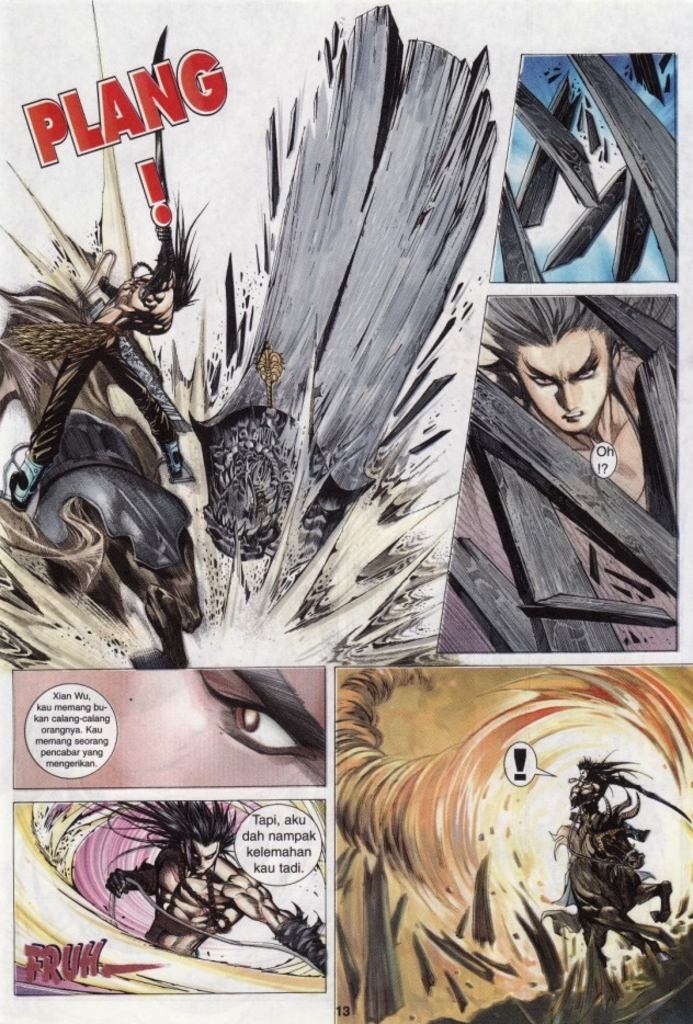 PLANG
!
Oh
!?
Xian Wu,
kau memang bu-
kan calang-calang
orangnya. Kau
memang seorang
pencabar yang
mengerikan.
!
Tapi, aku
dah nampak
kelemahan
kau tadi.
FRUH
13